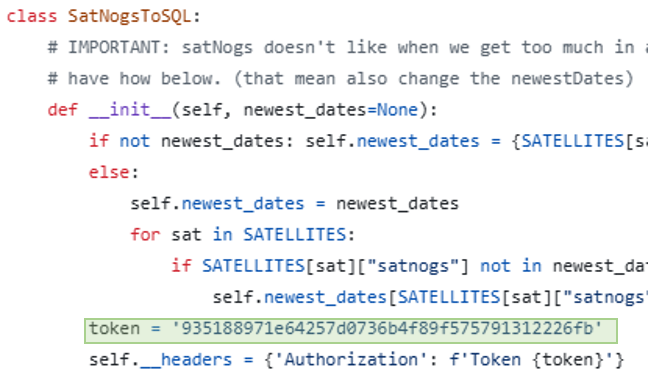 class SatNogsToSQL:
# IMPORTANT: satNogs doesn't like when we get too much in a
# have how below. (that mean also change the newestDates)
def __init__(self, newest_dates=None):
if not newest_dates: self.newest_dates = {SATELLITES[sa
else:
self.newest_dates = newest_dates
for sat in SATELLITES:
if SATELLITES[sat]["satnogs"] not in newest_dat
self.newest_dates[SATELLITES[sat]["satnogs"
token = '935188971e64257d0736b4f89f575791312226fb'
self.__headers = {'Authorization': f'Token {token}'}